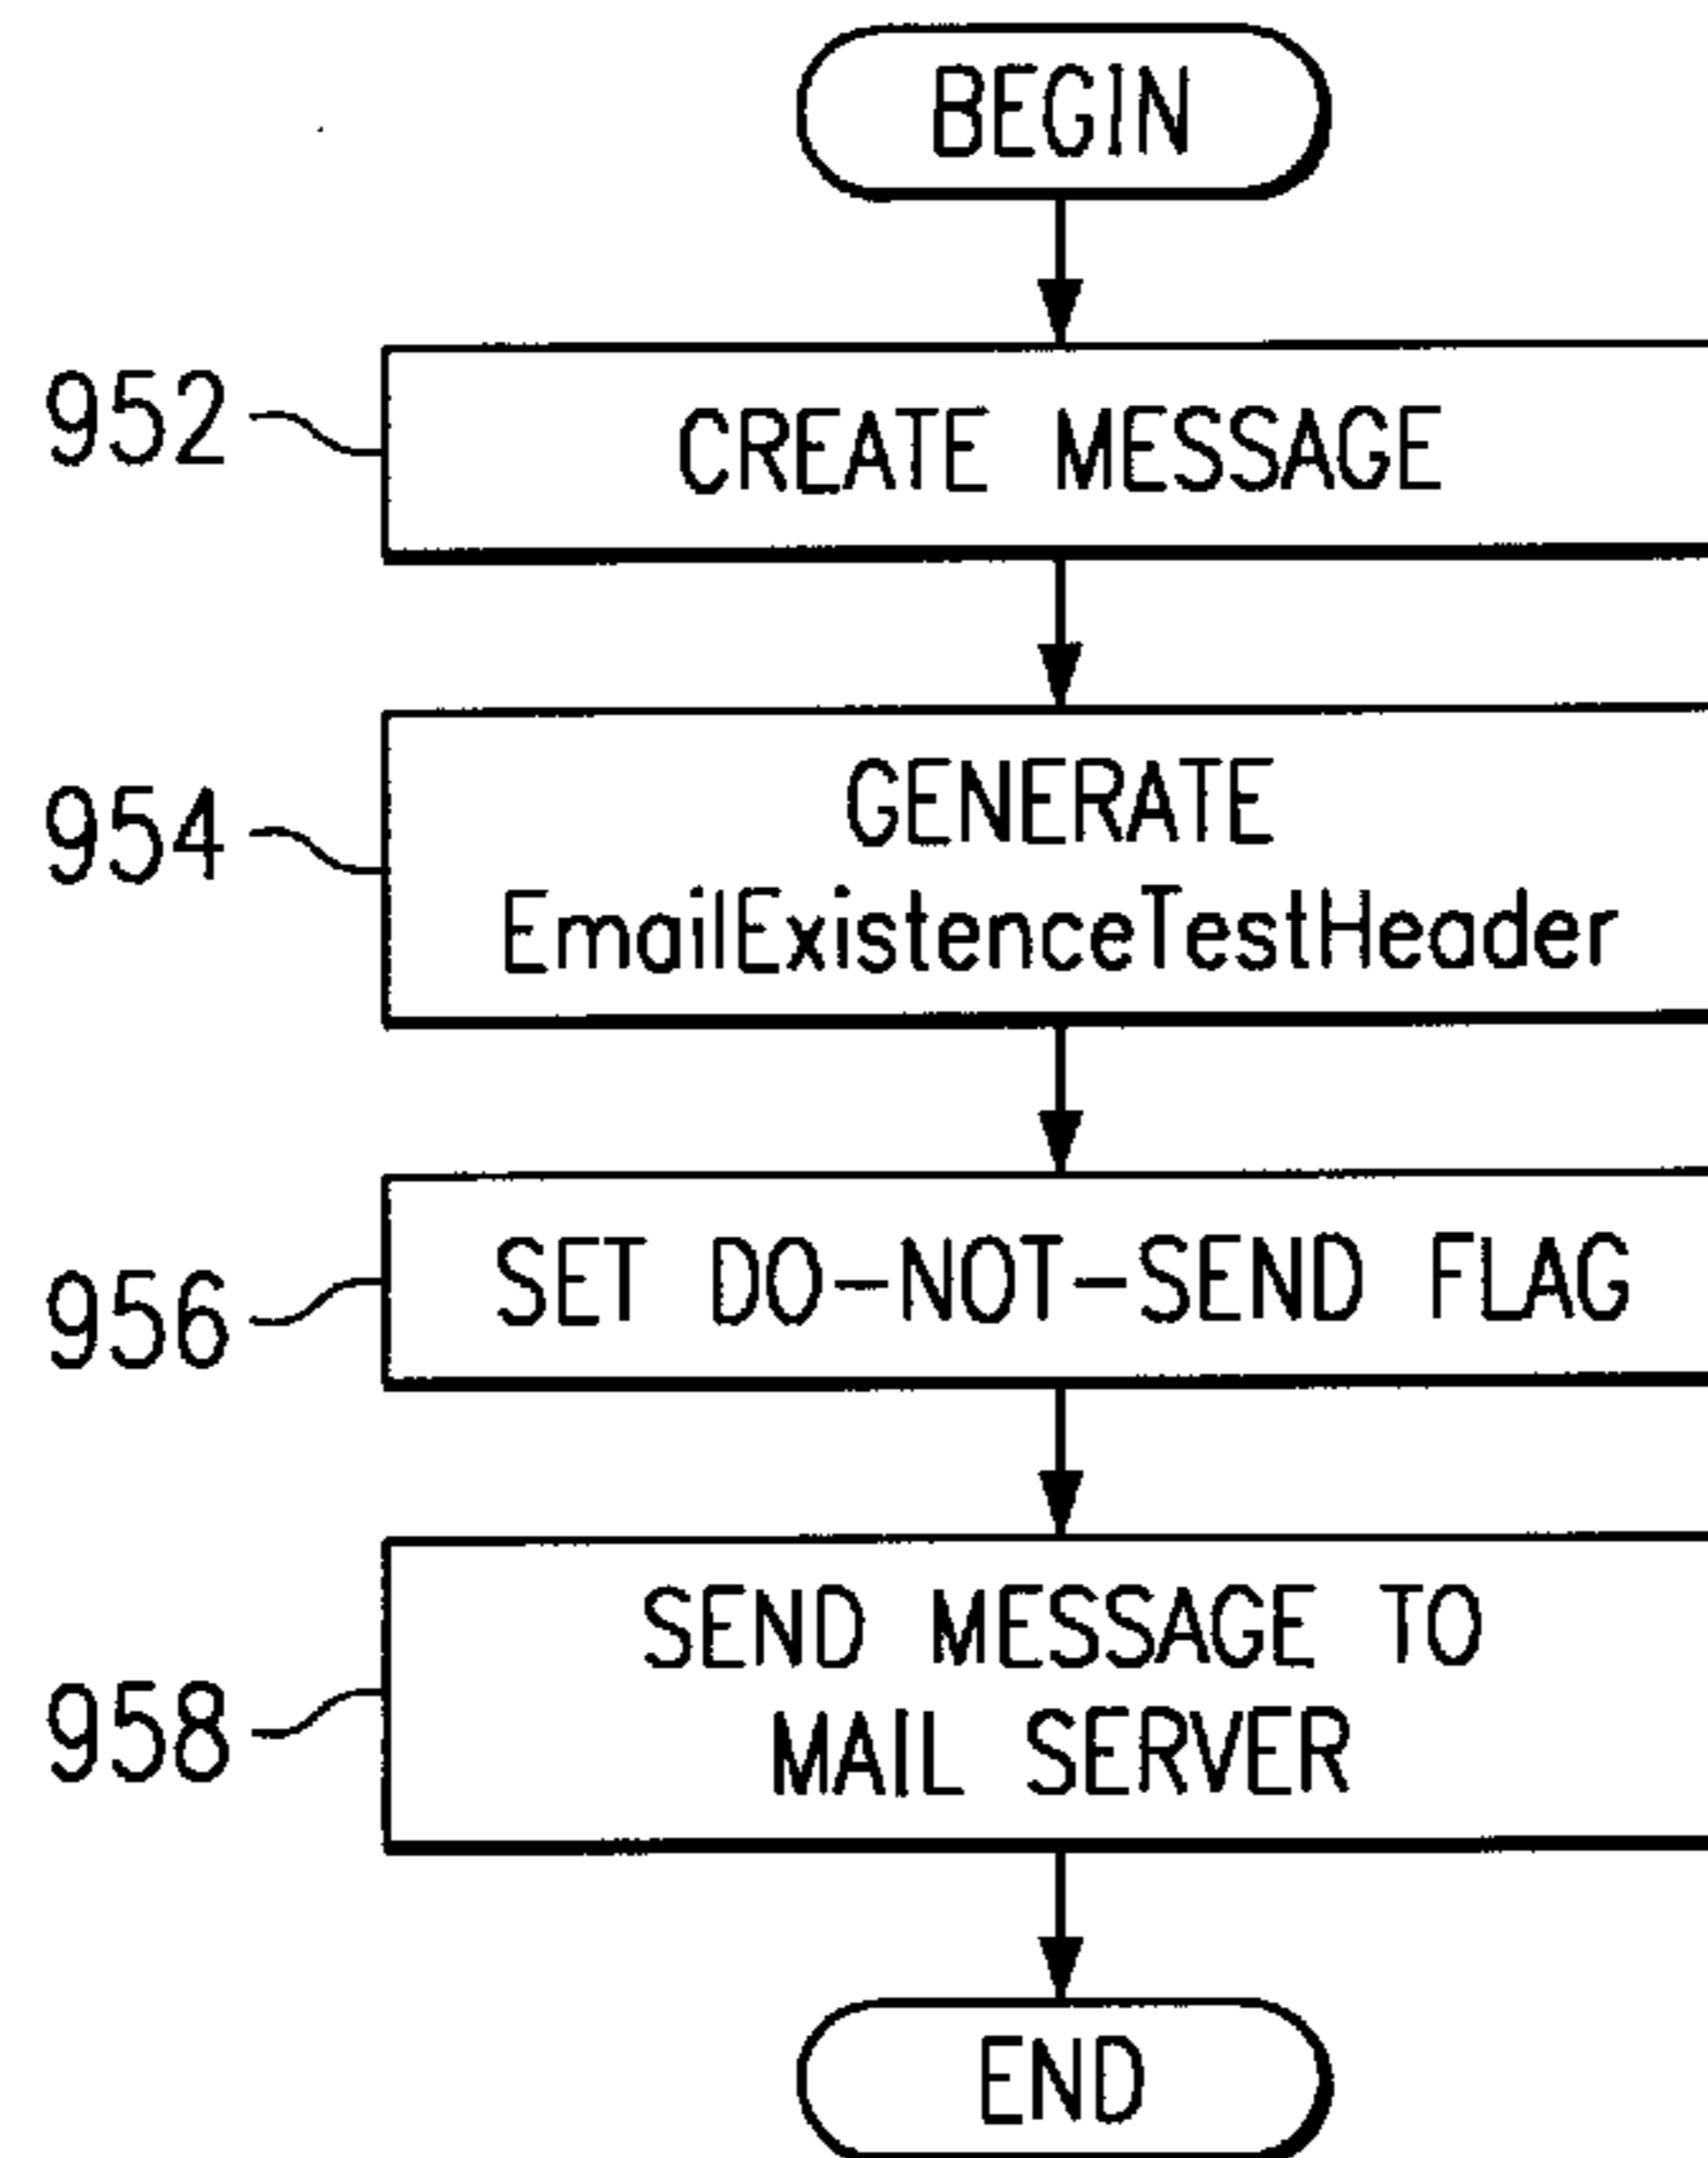 BEGIN
952
CREATE MESSAGE
954
GENERATE
EmailExistenceTestHeader
956
SET DO-NOT-SEND FLAG
958
SEND MESSAGE TO
MAIL SERVER
END